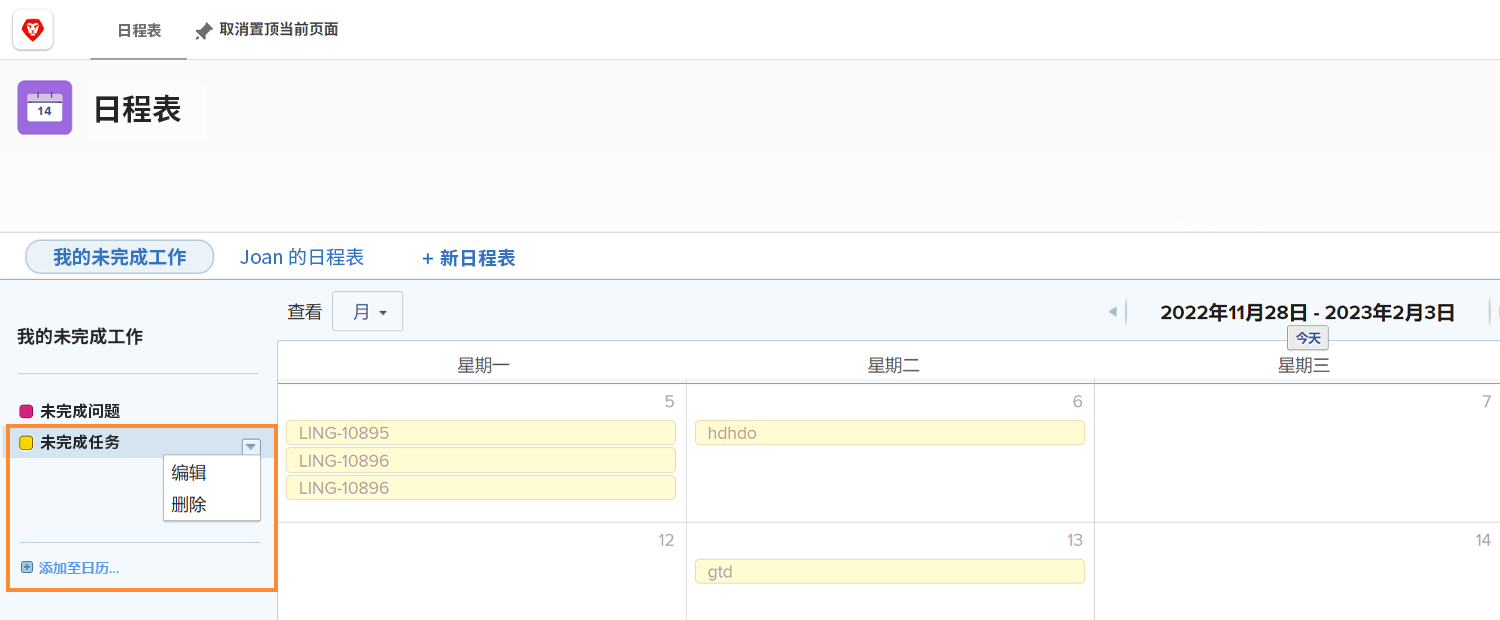 日程表 取消置顶当前页面
14 日程表
我的未完成工作 Joan 的日程表 + 新日程表
查看 月 2022年11月28日 - 2023年2月3日
今天
我的未完成工作
星期一 星期二 星期三
未完成问题
未完成任务
编辑
删除
添加至日历...
5 6 7
LING-10895 hdhdo
LING-10896
LING-10896
12 13 14
gtd